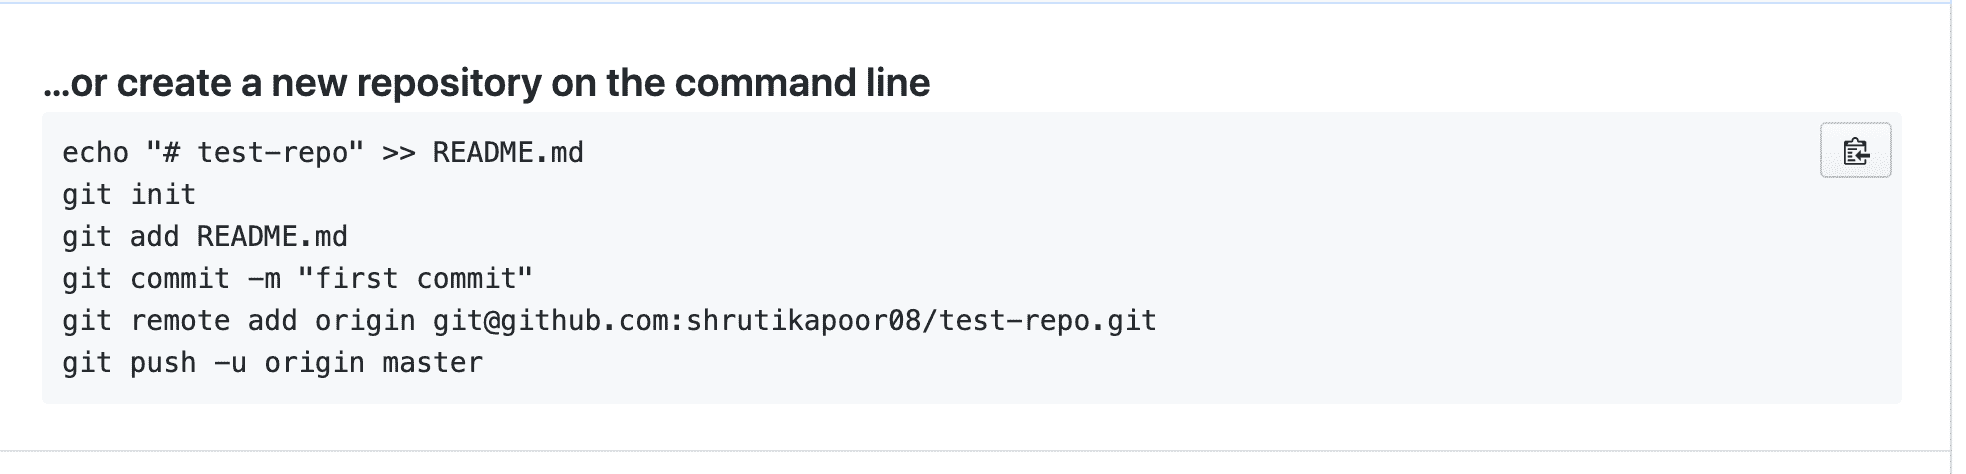 ...or create a new repository on the command line
echo "# test-repo" >> README.md
git init
git add README.md
git commit -m "first commit"
git remote add origin git@github.com:shrutikapoor08/test-repo.git
git push -u origin master